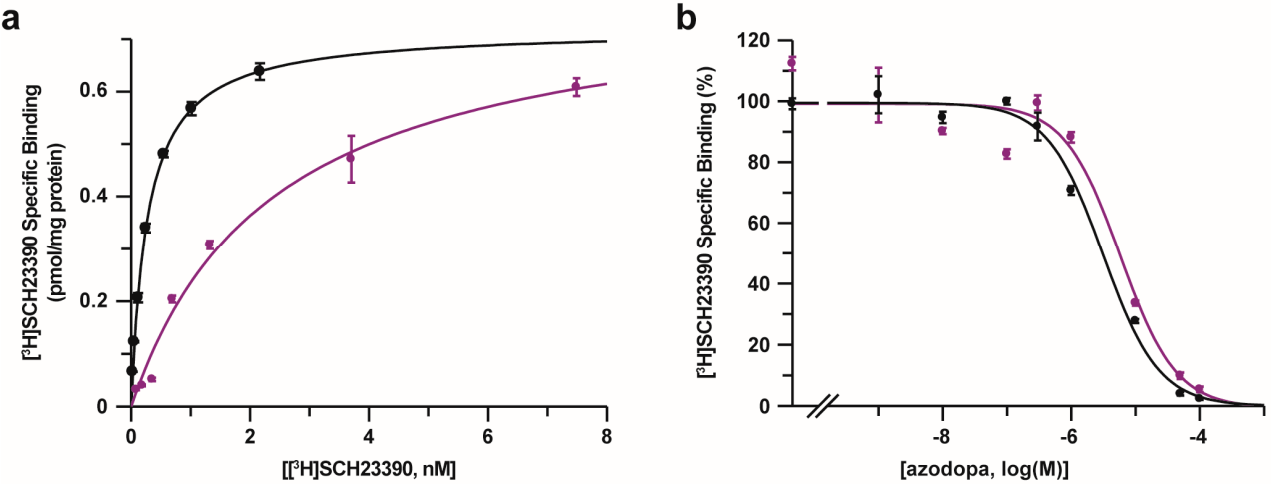 a
[³H]SCH23390 Specific Binding
(pmol/mg protein)
0.6
0.4
0.2
0
0
2
4
6
8
[[³H]SCH23390, nM]
b
[³H]SCH23390 Specific Binding (%)
120
100
80
60
40
20
0
-8
-6
-4
[azodopa, log(M)]